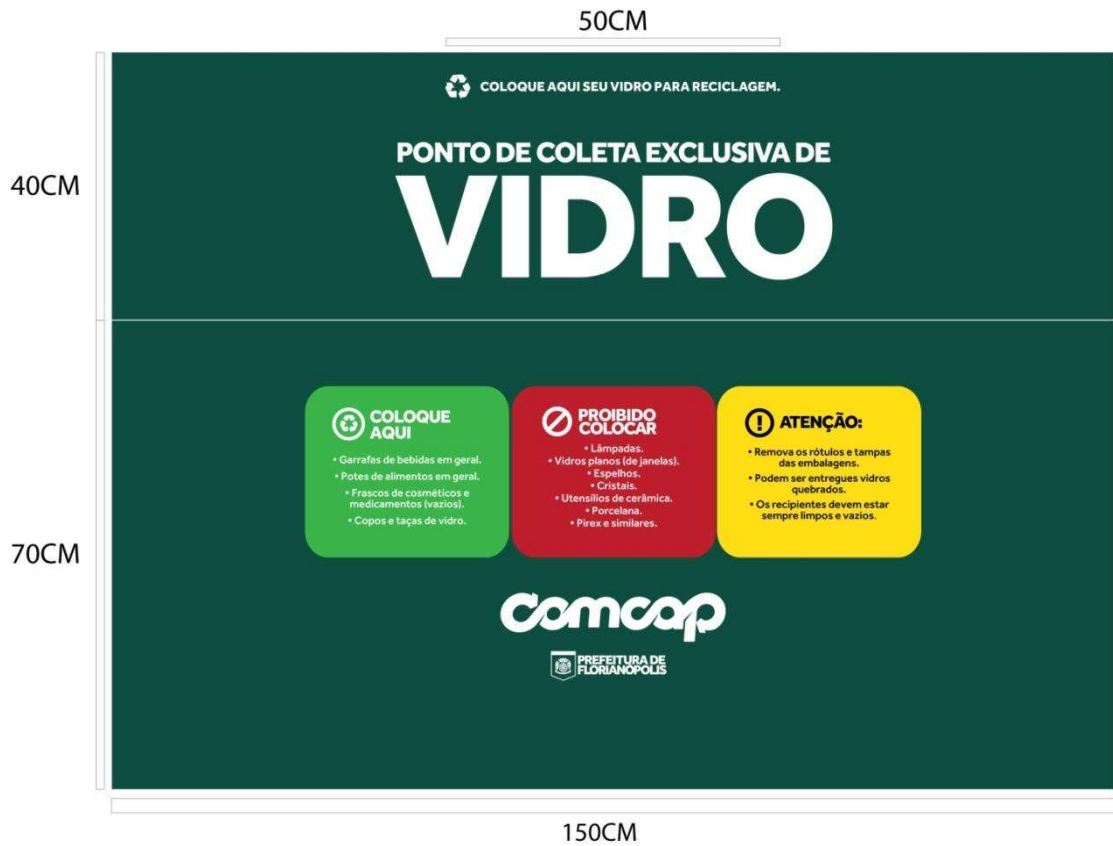 50CM
COLOQUE AQUI SEU VIDRO PARA RECICLAGEM.
40CM
PONTO DE COLETA EXCLUSIVA DE
VIDRO
COLOQUE
AQUI
• Garrafas de bebidas em geral.
• Potes de alimentos em geral.
• Frascos de cosméticos e
medicamentos (vazios).
• Copos e taças de vidro.
PROIBIDO
COLOCAR
• Lâmpadas.
• Vidros planos (de janelas).
• Espelhos.
• Cristais.
• Utensílios de cerâmica.
• Porcelana.
• Pirex e similares.
ATENÇÃO:
• Remova os rótulos e tampas
das embalagens.
• Podem ser entregues vidros
quebrados.
• Os recipientes devem estar
sempre limpos e vazios.
70CM
comcap
PREFEITURA DE
FLORIANÓPOLIS
150CM